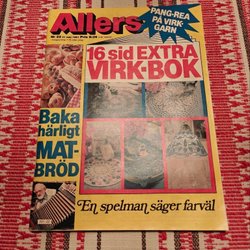 Allers
PANG-REA
PÅ VIRK
GARN
16 sid EXTRA
VIRK-BOK
Baka
härligt
MAT-
BRÖD
En spelman säger farväl